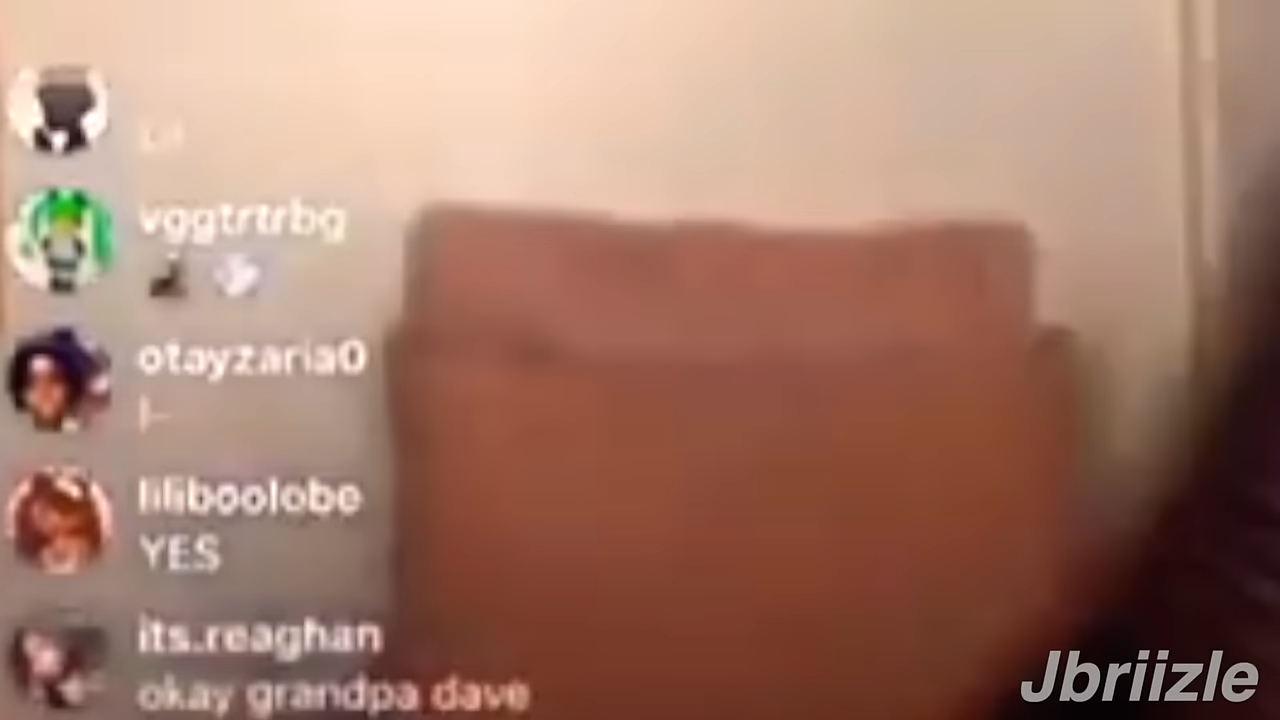 vggtrtrbg
otayzaria0
liliboolobe
YES
its.reaghan
okay grandpa dave
Jbriizle